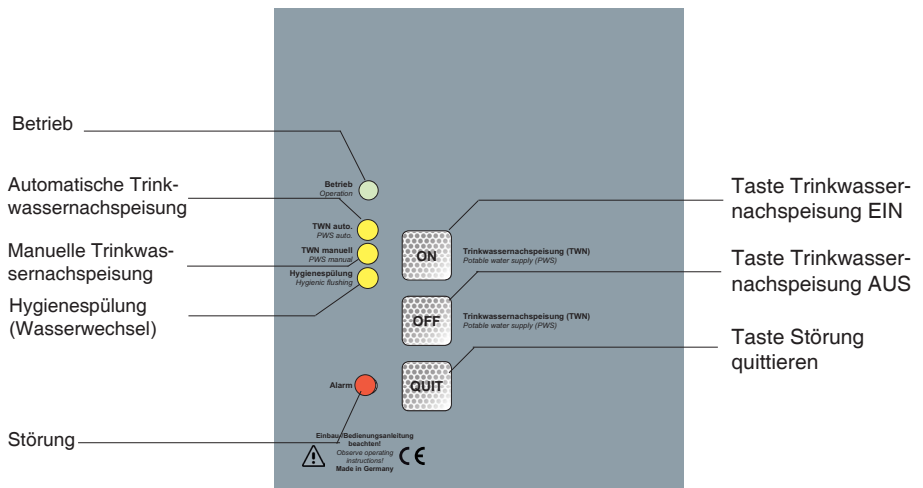 Betrieb
Automatische Trink-
wassernachspeisung
Manuelle Trinkwas-
sernachspeisung
Hygienespülung
(Wasserwechsel)
Störung
Betrieb
Operation
TWN auto.
PWS auto.
TWN manuell
PWS manual
Hygienespülung
Hygienic flushing
Alarm
ON
OFF
QUIT
Trinkwassernachspeisung (TWN)
Potable water supply (PWS)
Trinkwassernachspeisung (TWN)
Potable water supply (PWS)
Einbau-/Bedienungsanleitung
beachten!
Observe operating
instructions!
Made in Germany
CE
Taste Trinkwasser-
nachspeisung EIN
Taste Trinkwasser-
nachspeisung AUS
Taste Störung
quittieren